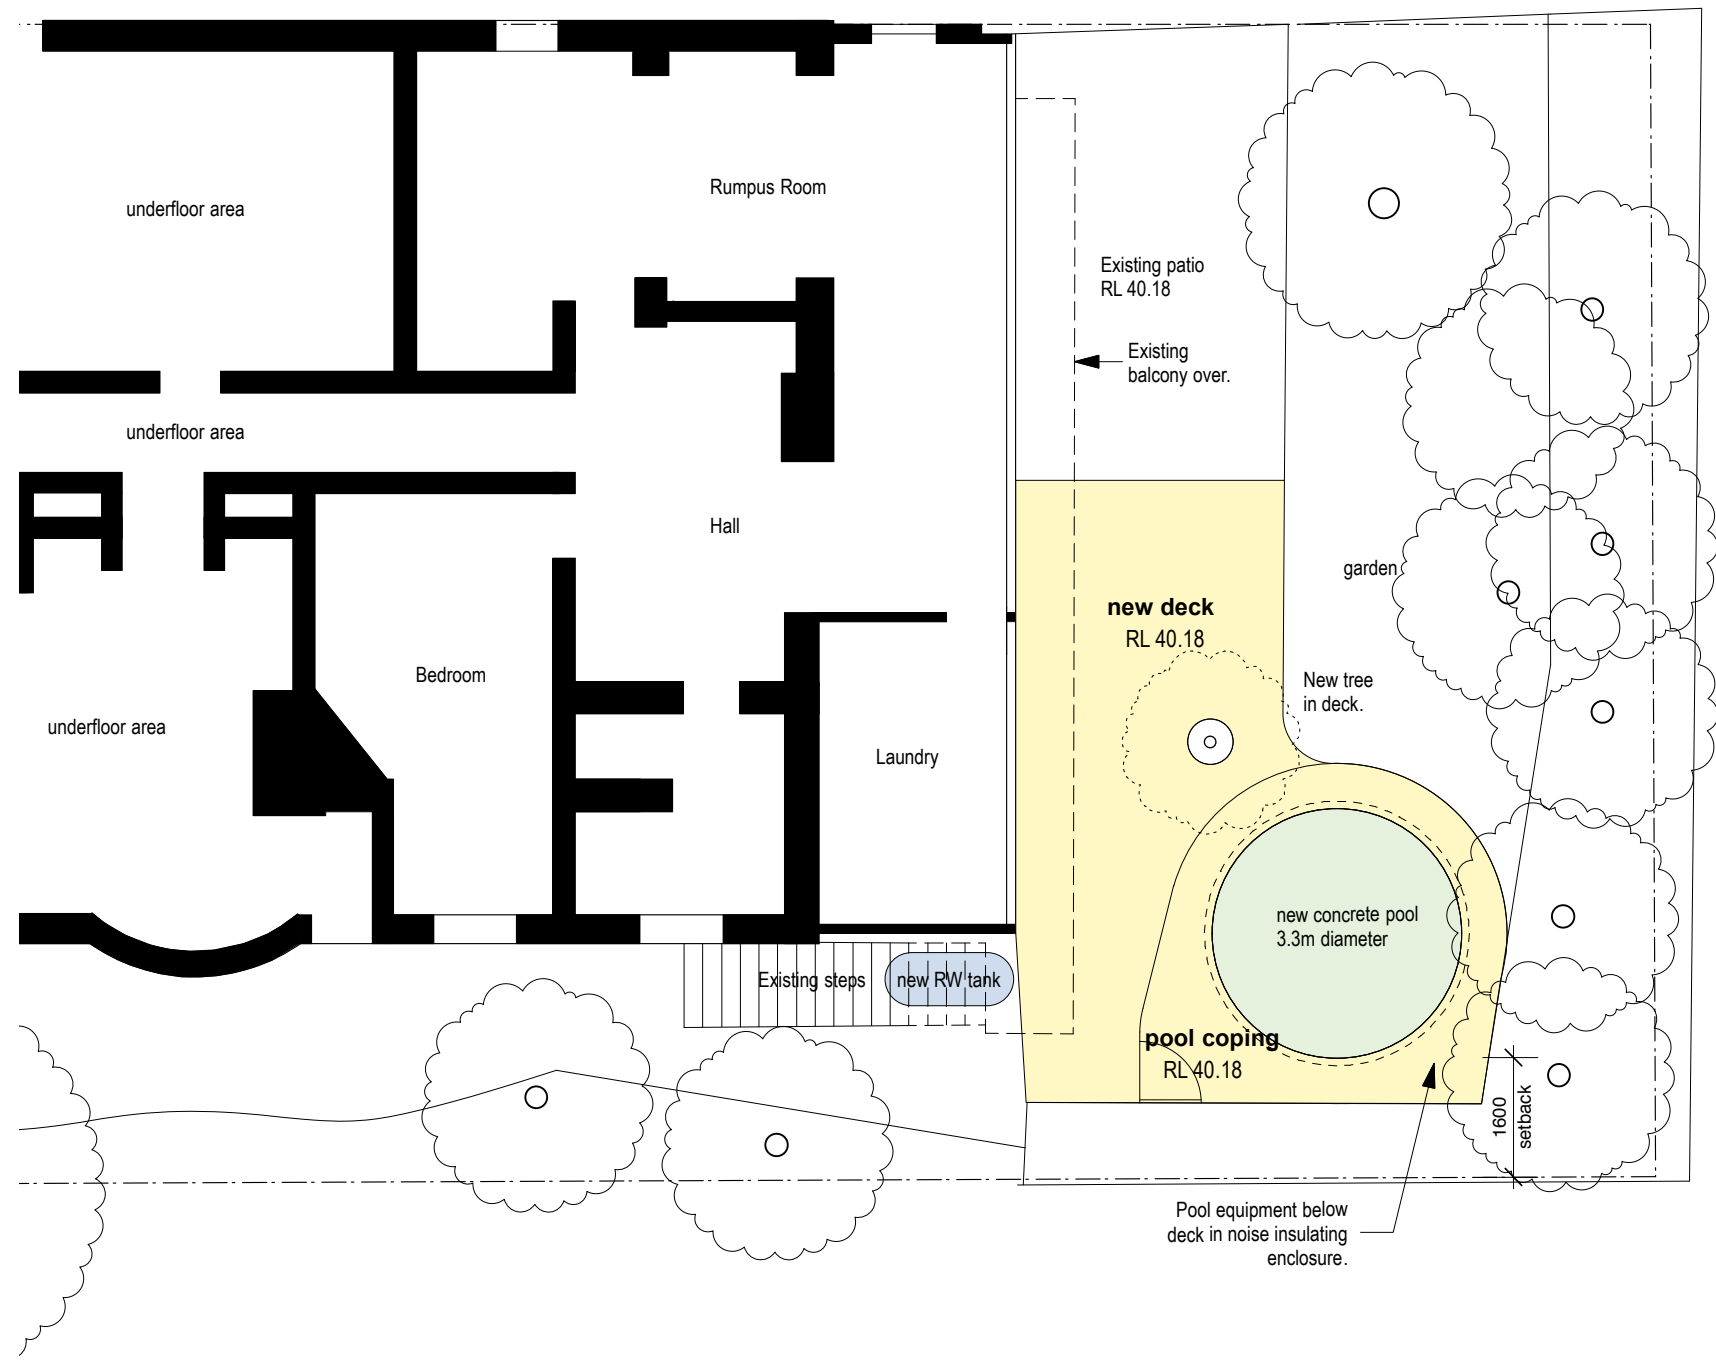 Rumpus Room
underfloor area
Existing patio
RL 40.18
Existing
balcony over.
underfloor area
Hall
garden
new deck
RL 40.18
Bedroom
New tree
in deck.
underfloor area
Laundry
new concrete pool
3.3m diameter
Existing steps
new RW tank
pool coping
RL 40.18
1600
setback
Pool equipment below
deck in noise insulating
enclosure.